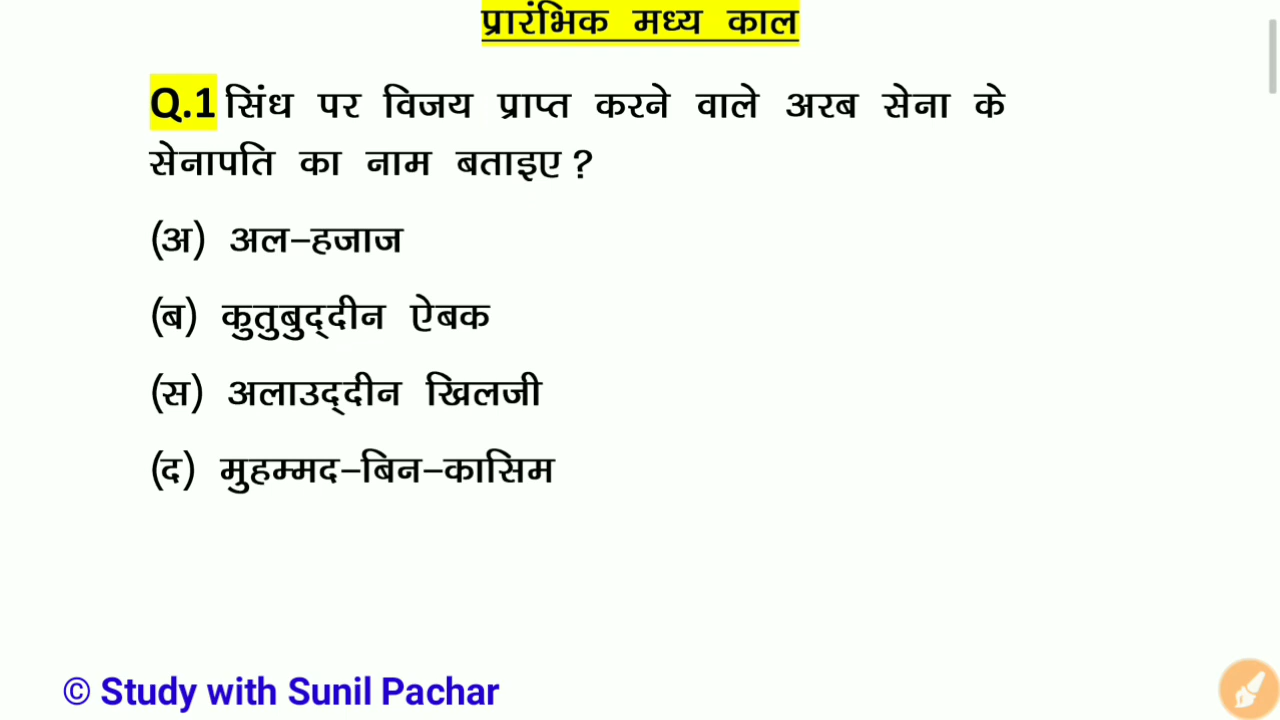 प्रारंभिक मध्य काल
Q.1 सिंध पर विजय प्राप्त करने वाले अरब सेना के
सेनापति का नाम बताइए ?
(अ) अल-हजाज
(ब) कुतुबुद्दीन ऐबक
(स) अलाउद्दीन खिलजी
(द) मुहम्मद-बिन-कासिम
© Study with Sunil Pachar